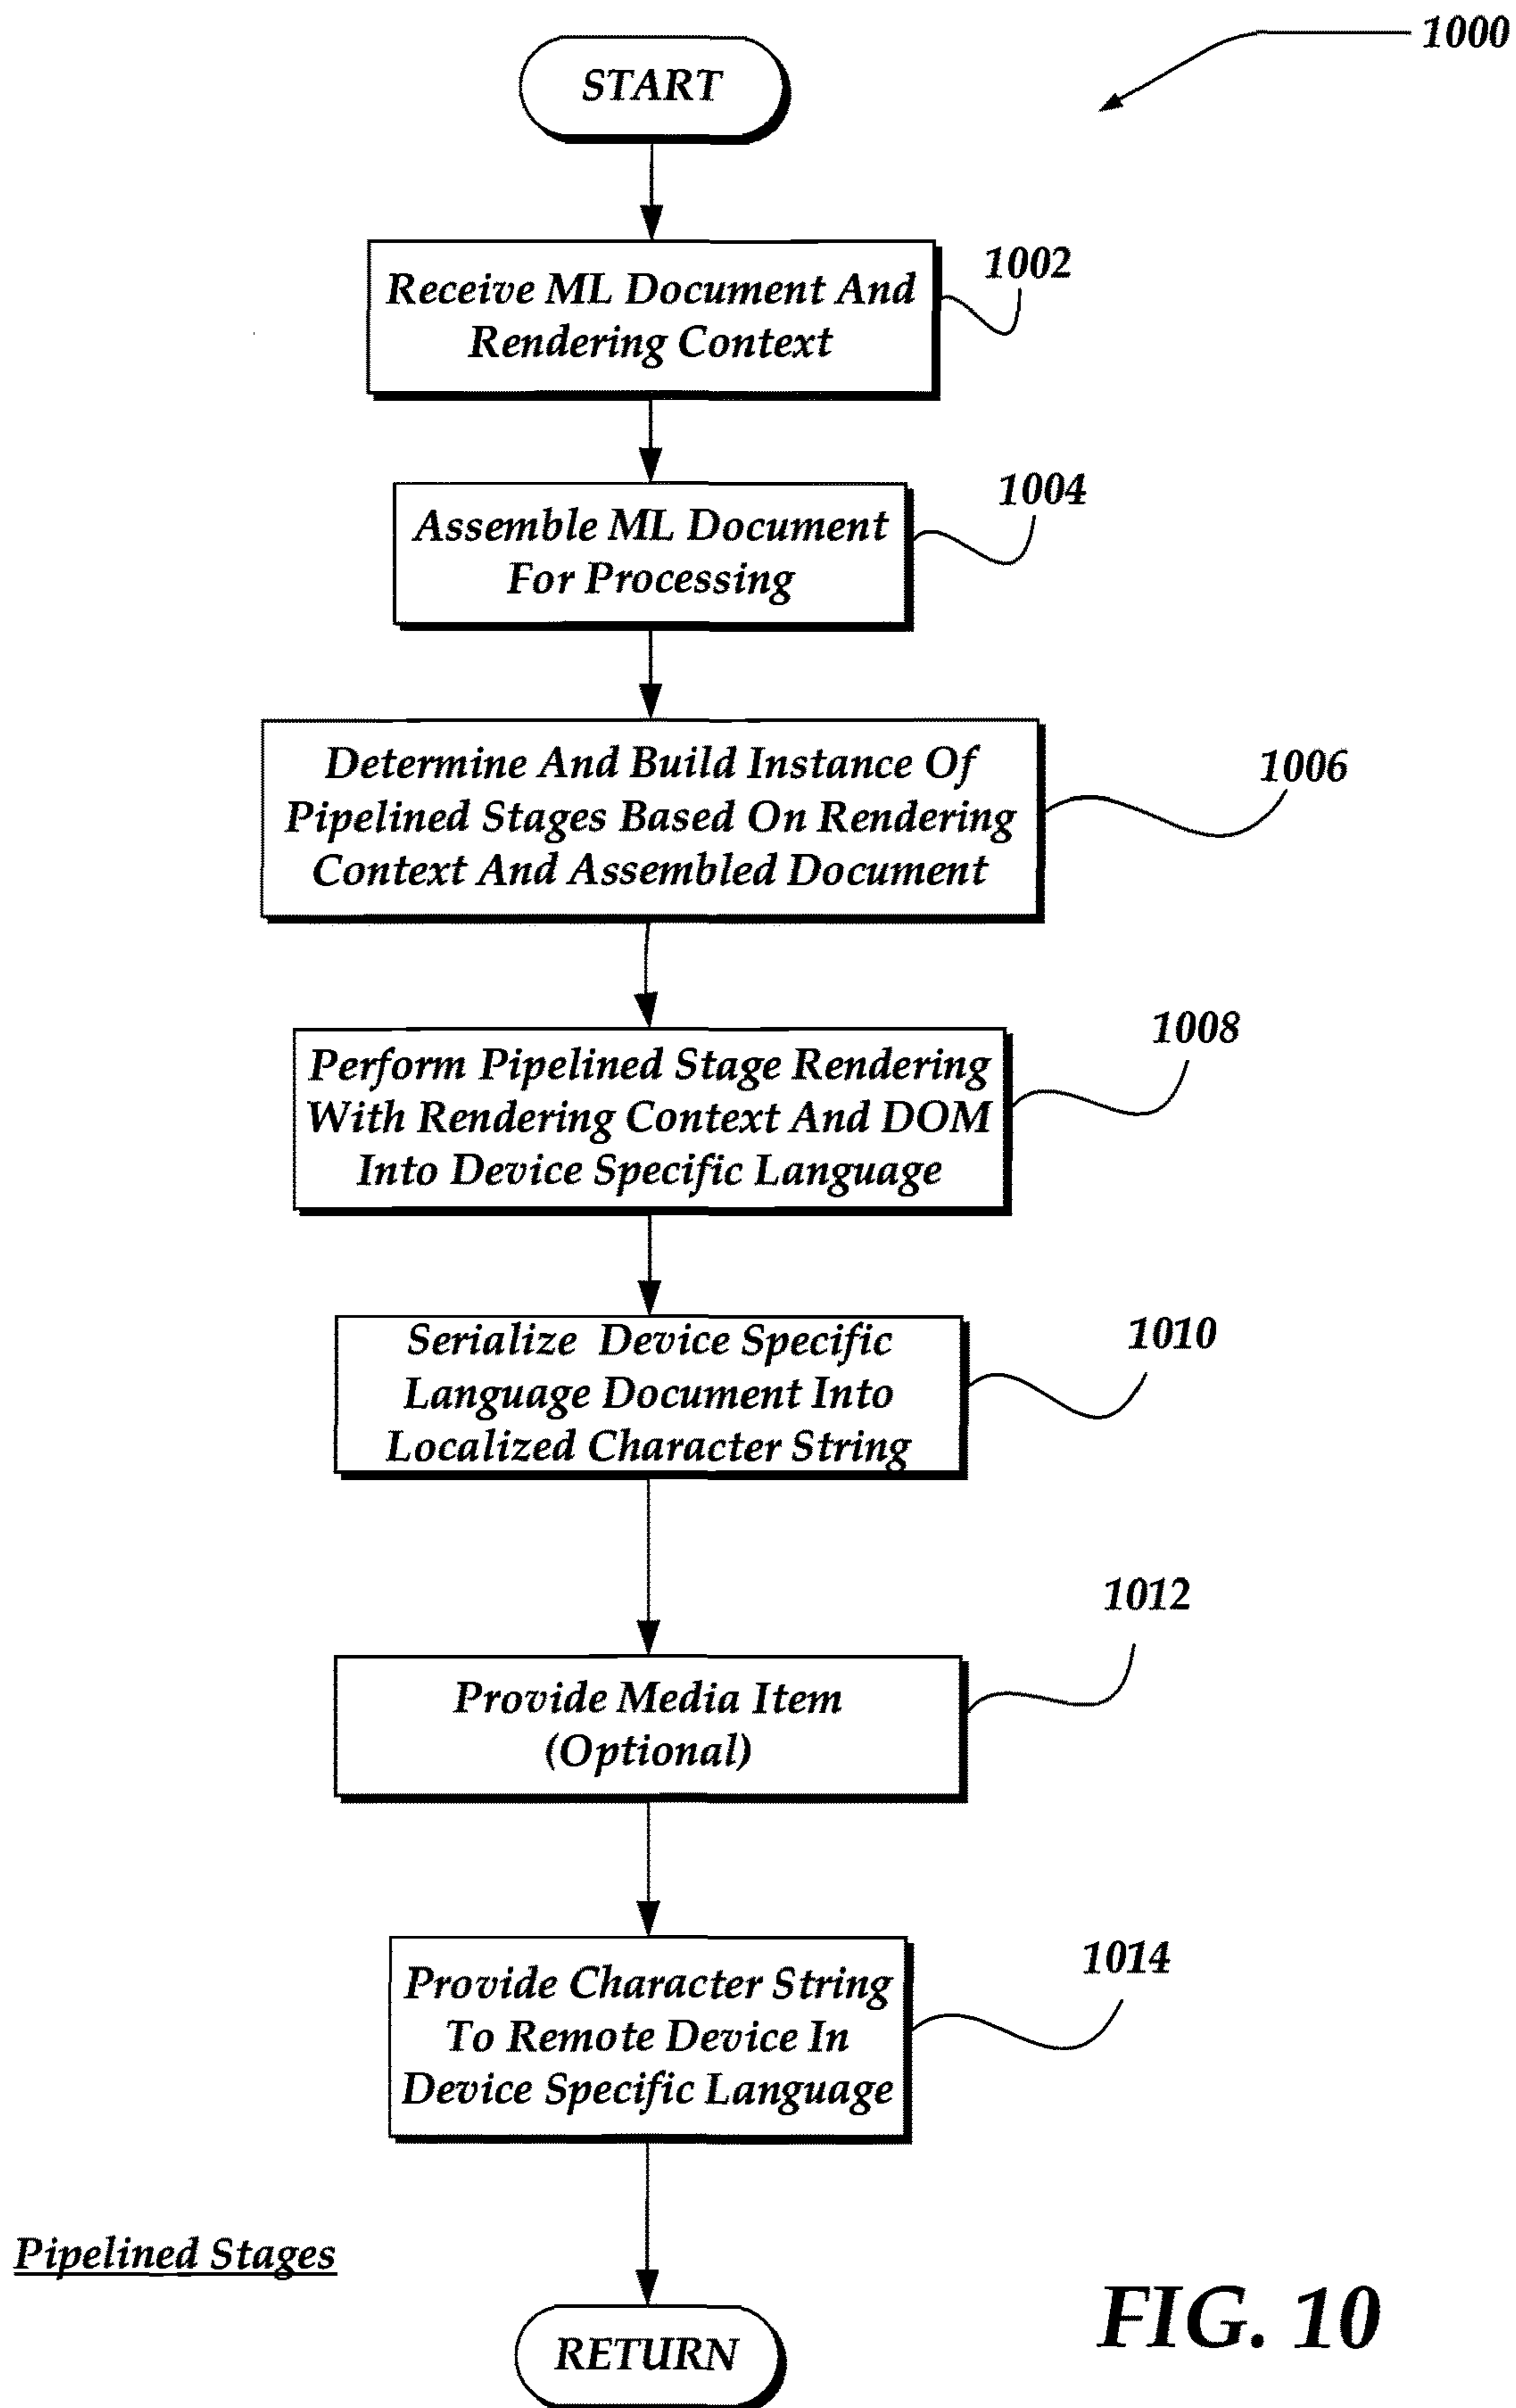 1000
START
Receive ML Document And
Rendering Context
1002
Assemble ML Document
For Processing
1004
Determine And Build Instance Of
Pipelined Stages Based On Rendering
Context And Assembled Document
1006
Perform Pipelined Stage Rendering
With Rendering Context And DOM
Into Device Specific Language
1008
Serialize Device Specific
Language Document Into
Localized Character String
1010
Provide Media Item
(Optional)
1012
Provide Character String
To Remote Device In
Device Specific Language
1014
Pipelined Stages
RETURN
FIG. 10